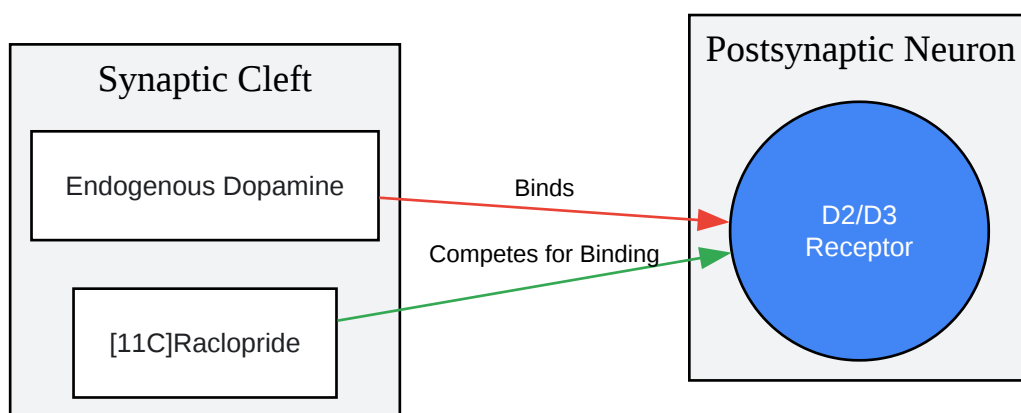 Synaptic Cleft
Endogenous Dopamine
[11C]Raclopride
Binds
Competes for Binding
Postsynaptic Neuron
D2/D3
Receptor